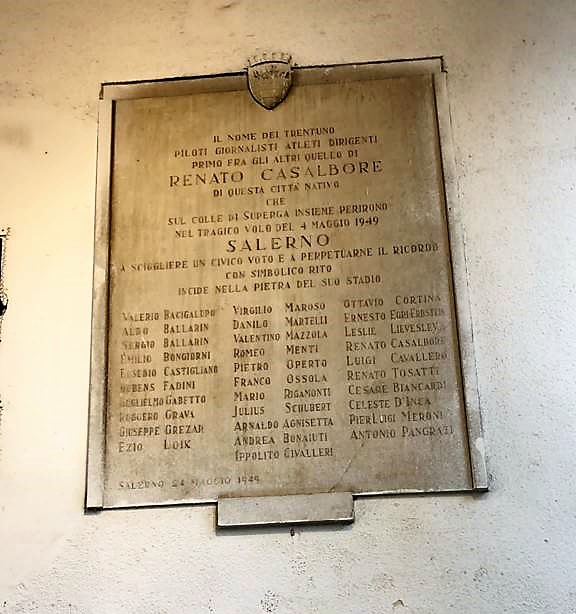 IL NOME DEI TRENTUNO
PILOTI GIORNALISTI ATLETI DIRIGENTI
PRIMO FRA GLI ALTRI QUELLO DI
RENATO CASALBORE
DI QUESTA CITTÀ NATIVO
CHE
SUL COLLE DI SUPERGA INSIEME PERIRONO
NEL TRAGICO VOLO DEL 4 MAGGIO 1949
SALERNO
A SCIOGLIERE UN CIVICO VOTO E A PERPETUARNE IL RICORDO
CON SIMBOLICO RITO
INCIDE NELLA PIETRA DEL SUO STADIO
VALERIO BACIGALUPO
ALDO BALLARIN
SERGIO BALLARIN
EMILIO BONGIORNI
EUSEBIO CASTIGLIANO
RUBENS FADINI
GUGLIELMO GABETTO
RUGGERO GRAVA
GIUSEPPE GREZAR
EZIO LOIK
VIRGILIO MAROSO
DANILO MARTELLI
VALENTINO MAZZOLA
ROMEO MENTI
PIETRO OPERTO
FRANCO OSSOLA
MARIO RIGAMONTI
JULIUS SCHUBERT
ARNALDO AGNISETTA
ANDREA BONAIUTI
IPPOLITO CIVALLERI
OTTAVIO CORTINA
ERNESTO EGRI-ERBSTEIN
LESLIE LIEVESLEY
RENATO CASALBORE
LUIGI CAVALLERO
RENATO TOSATTI
CESARE BIANCARDI
CELESTE D'INCA
PIERLUIGI MERONI
ANTONIO PANGRAZI
SALERNO 24 MAGGIO 1949